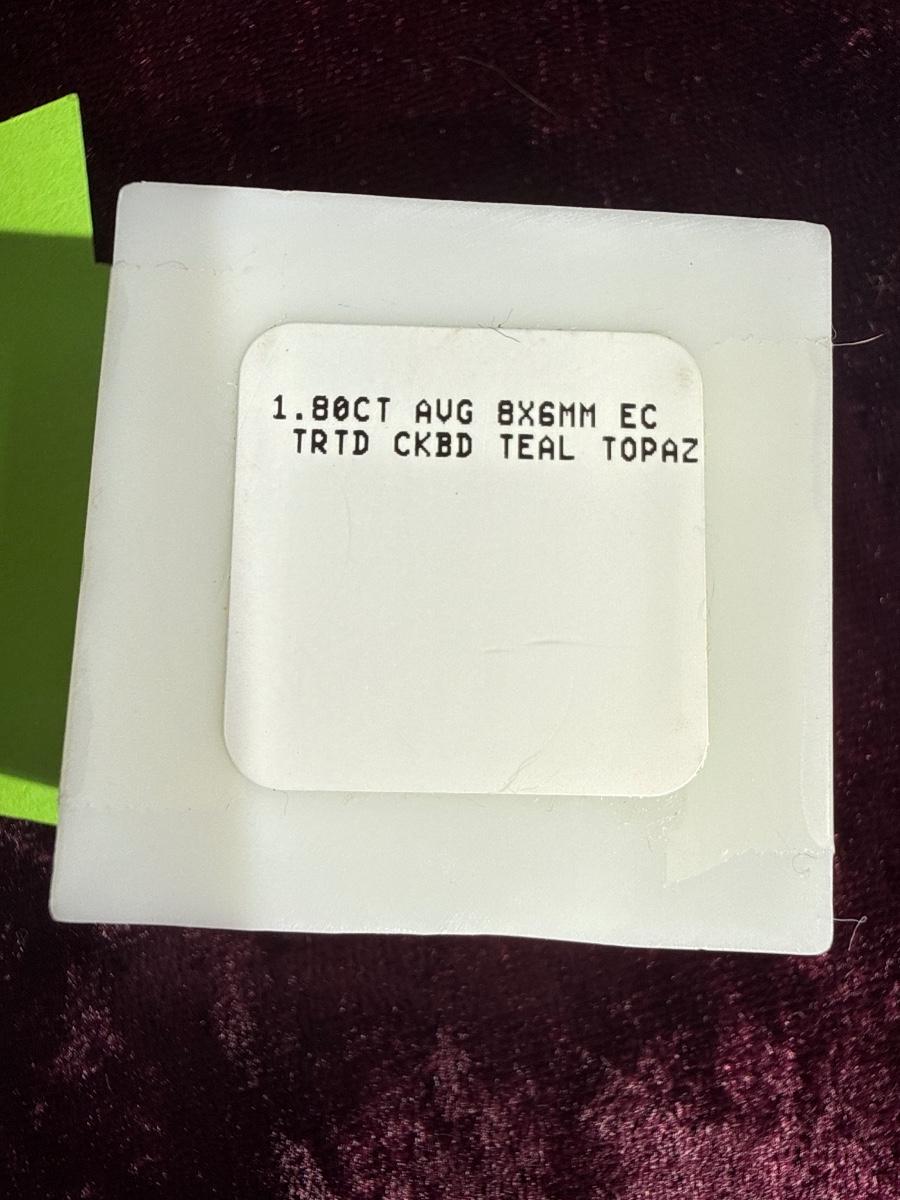 1.80CT AVG 8X6MM EC
TRTD CKBD TEAL TOPAZ